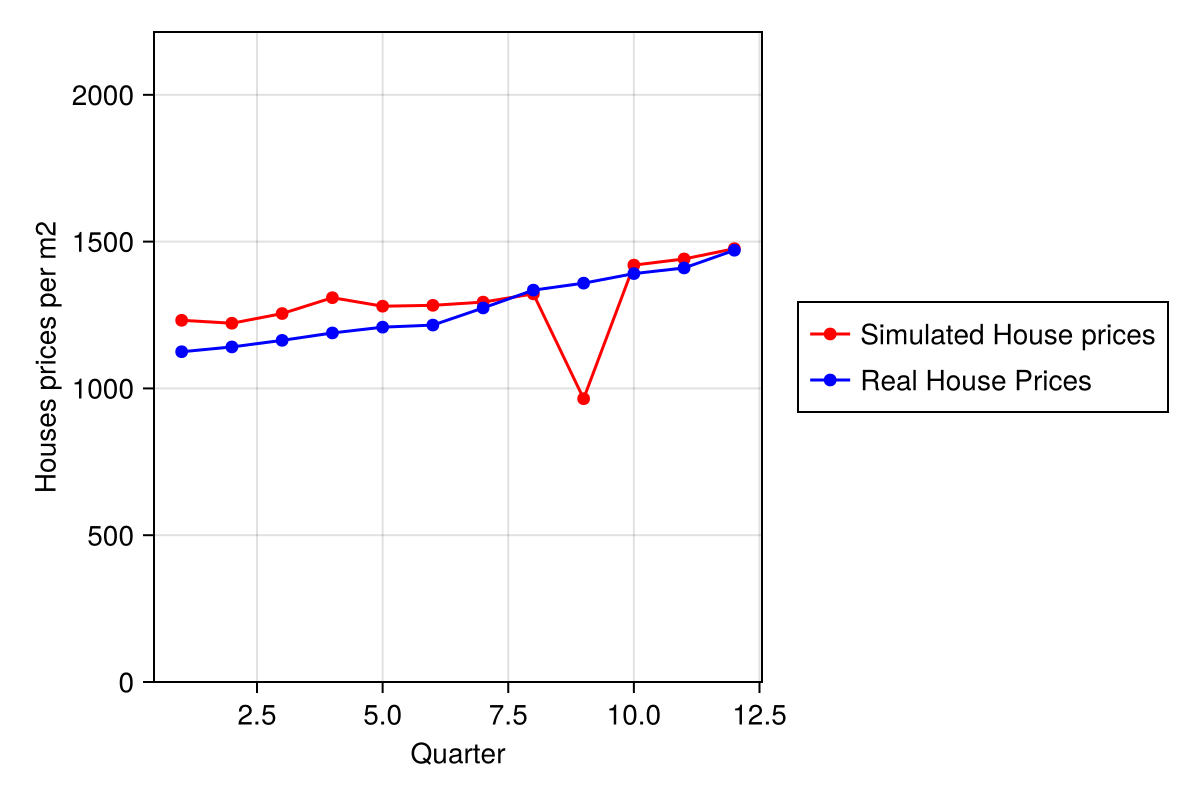 2000
1500
1000
500
0
Houses prices per m2
2.5 5.0 7.5 10.0 12.5
Quarter
Simulated House prices
Real House Prices